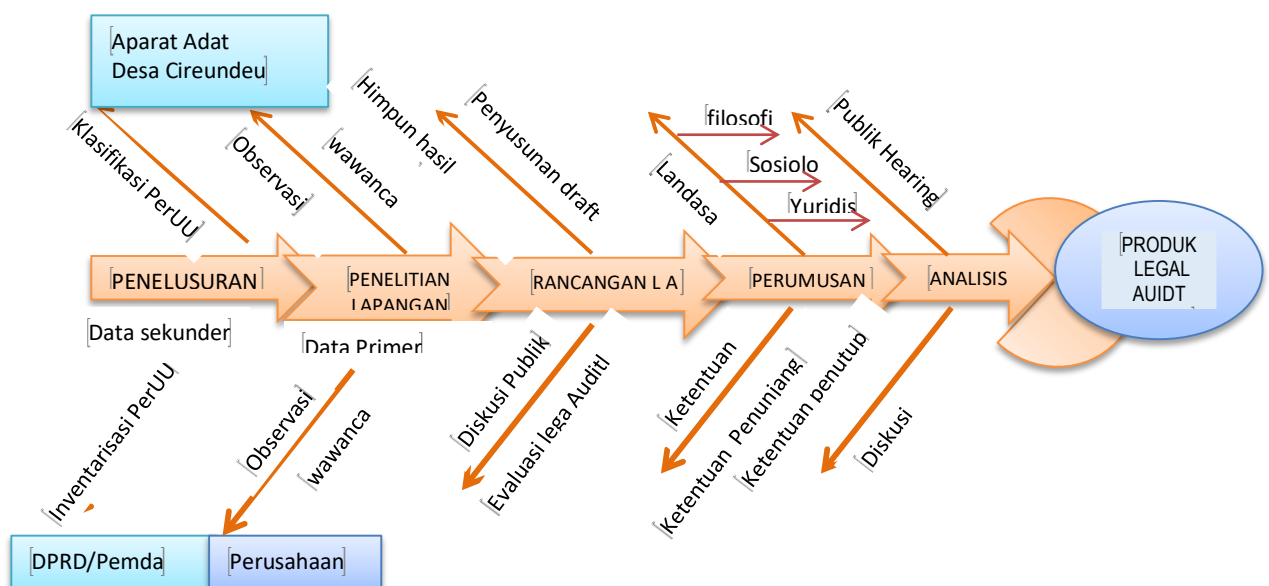 Aparat Adat
Desa Cireundeu
Klasifikasi PerUU
Observasi
wawanca
Himpun hasil
Penyusunan draft
Landasa
filosofi
Sosiolo
Yuridis
Publik Hearing
PENELUSURAN
PENELITIAN
LAPANGAN
RANCANGAN L A
PERUMUSAN
ANALISIS
PRODUK
LEGAL
AUIDT
Data sekunder
Data Primer
Inventarisasi PerUU
Observasi
wawanca
Diskusi Publik
Evaluasi lega Auditl
Ketentuan
Ketentuan Penunjang
Ketentuan penutup
Diskusi
DPRD/Pemda
Perusahaan